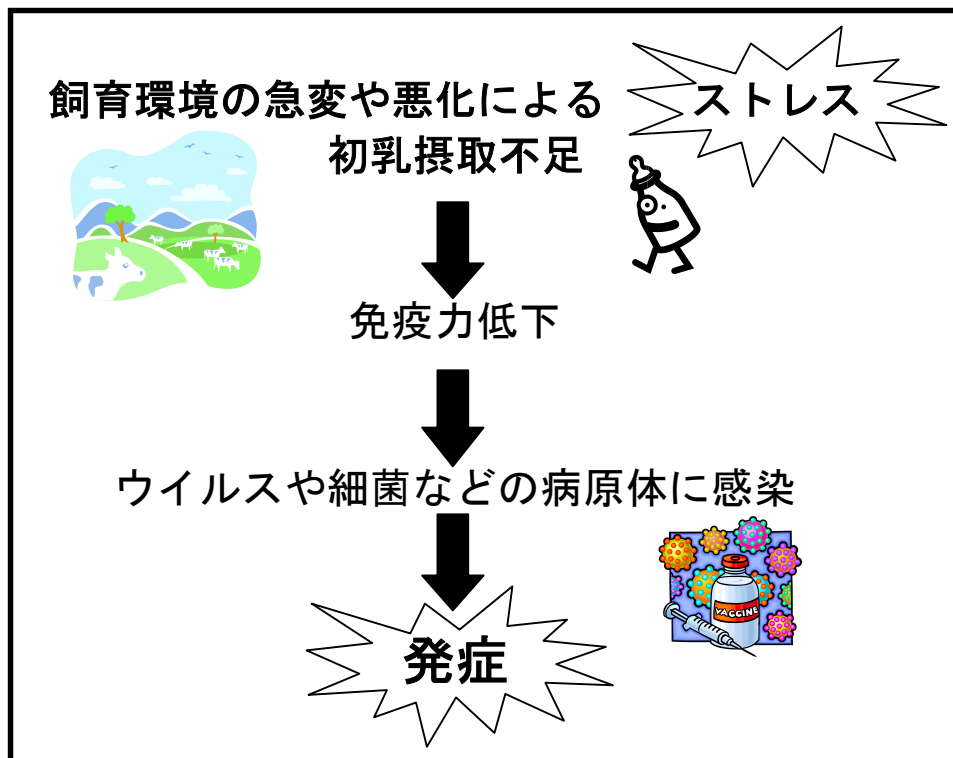 飼育環境の急変や悪化による
ストレス
初乳摂取不足
免疫力低下
ウイルスや細菌などの病原体に感染
VACCINE
発症